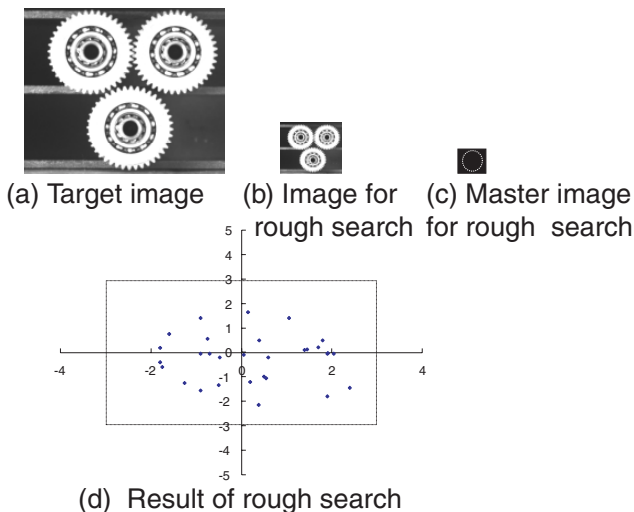 (a) Target image
(b) Image for
rough search
(c) Master image
for rough search
5
4
3
2
1
0
-1
-2
-3
-4
-5
-4
-2
0
2
4
(d) Result of rough search